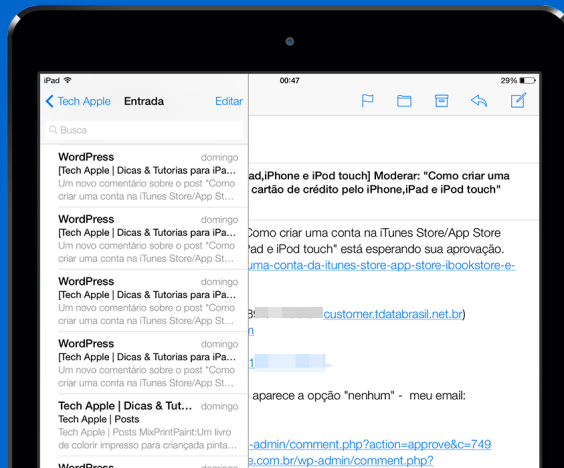 iPad
00:47
29%
Tech Apple
Entrada
Editar
Busca
WordPress domingo
[Tech Apple | Dicas & Tutorias para iPa...
Um novo comentário sobre o post "Como
criar uma conta na iTunes Store/App St...
WordPress domingo
[Tech Apple | Dicas & Tutorias para iPa...
Um novo comentário sobre o post "Como
criar uma conta na iTunes Store/App St...
WordPress domingo
[Tech Apple | Dicas & Tutorias para iPa...
Um novo comentário sobre o post "Como
criar uma conta na iTunes Store/App St...
WordPress domingo
[Tech Apple | Dicas & Tutorias para iPa...
Um novo comentário sobre o post "Como
criar uma conta na iTunes Store/App St...
Tech Apple | Dicas & Tut... domingo
Tech Apple | Posts
Tech Apple | Posts MixPrintPaint:Um livro
de colorir impresso para criançada pinta...
WordPress domingo
ad,iPhone e iPod touch] Moderar: "Como criar uma
cartão de crédito pelo iPhone,iPad e iPod touch"
Como criar uma conta na iTunes Store/App Store
Pad e iPod touch" está esperando sua aprovação.
uma-conta-da-itunes-store-app-store-ibookstore-e-
customer.tdatabrasil.net.br)
aparece a opção "nenhum" - meu email:
-admin/comment.php?action=approve&c=749
e.com.br/wp-admin/comment.php?